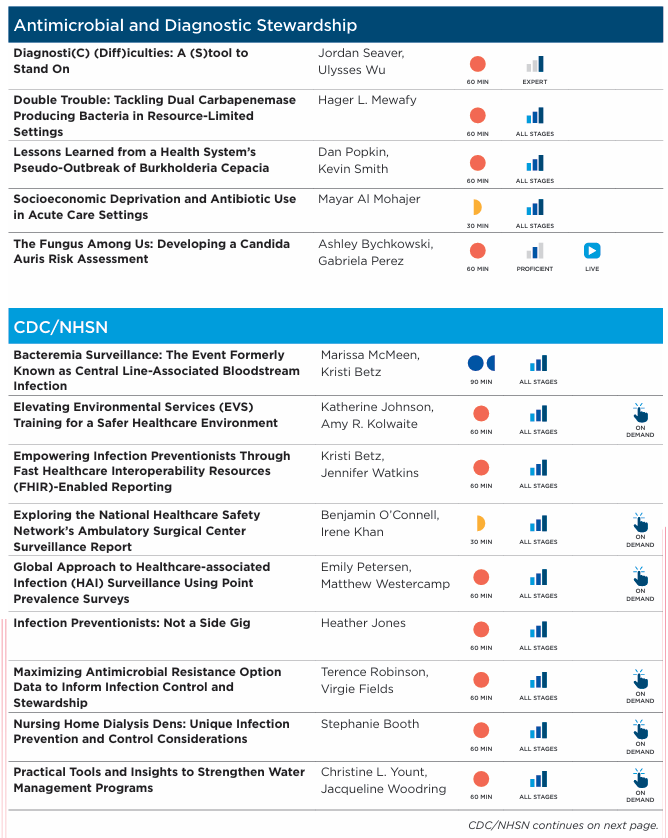 Antimicrobial and Diagnostic Stewardship
Diagnosti(C) (Diff)iculties: A (S)tool to
Stand On
Jordan Seaver,
Ulysses Wu
60 MIN
EXPERT
Double Trouble: Tackling Dual Carbapenemase
Producing Bacteria in Resource-Limited
Settings
Hager L. Mewafy
60 MIN
ALL STAGES
Lessons Learned from a Health System’s
Pseudo-Outbreak of Burkholderia Cepacia
Dan Popkin,
Kevin Smith
60 MIN
ALL STAGES
Socioeconomic Deprivation and Antibiotic Use
in Acute Care Settings
Mayar Al Mohajer
30 MIN
ALL STAGES
The Fungus Among Us: Developing a Candida
Auris Risk Assessment
Ashley Bychkowski,
Gabriela Perez
60 MIN
PROFICIENT
LIVE
CDC/NHSN
Bacteremia Surveillance: The Event Formerly
Known as Central Line-Associated Bloodstream
Infection
Marissa McMeen,
Kristi Betz
90 MIN
ALL STAGES
Elevating Environmental Services (EVS)
Training for a Safer Healthcare Environment
Katherine Johnson,
Amy R. Kolwaite
60 MIN
ALL STAGES
ON
DEMAND
Empowering Infection Preventionists Through
Fast Healthcare Interoperability Resources
(FHIR)-Enabled Reporting
Kristi Betz,
Jennifer Watkins
60 MIN
ALL STAGES
Exploring the National Healthcare Safety
Network’s Ambulatory Surgical Center
Surveillance Report
Benjamin O’Connell,
Irene Khan
30 MIN
ALL STAGES
ON
DEMAND
Global Approach to Healthcare-associated
Infection (HAI) Surveillance Using Point
Prevalence Surveys
Emily Petersen,
Matthew Westercamp
60 MIN
ALL STAGES
ON
DEMAND
Infection Preventionists: Not a Side Gig
Heather Jones
60 MIN
ALL STAGES
Maximizing Antimicrobial Resistance Option
Data to Inform Infection Control and
Stewardship
Terence Robinson,
Virgie Fields
60 MIN
ALL STAGES
ON
DEMAND
Nursing Home Dialysis Dens: Unique Infection
Prevention and Control Considerations
Stephanie Booth
60 MIN
ALL STAGES
ON
DEMAND
Practical Tools and Insights to Strengthen Water
Management Programs
Christine L. Yount,
Jacqueline Woodring
60 MIN
ALL STAGES
ON
DEMAND
CDC/NHSN continues on next page.